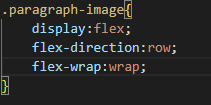 .paragraph-image{
    display:flex;
    flex-direction:row;
    flex-wrap:wrap;
}